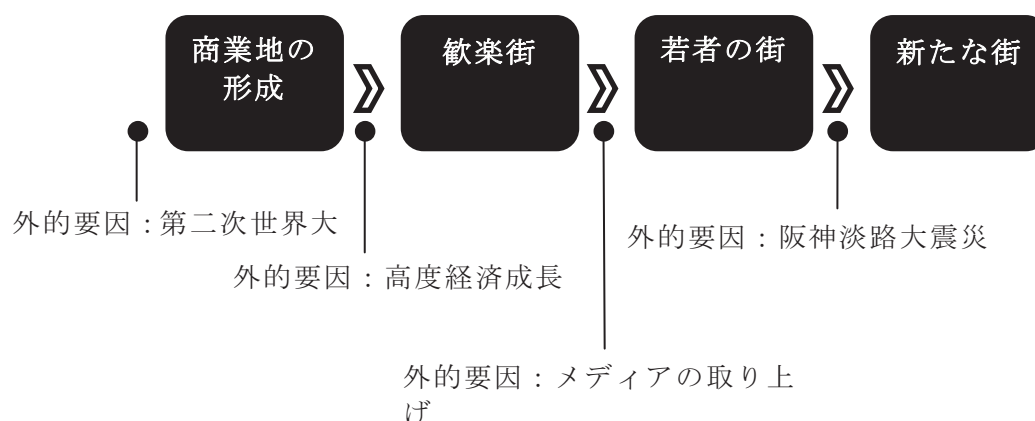 商業地の
形成
歓楽街
若者の街
新たな街
外的要因：第二次世界大
外的要因：高度経済成長
外的要因：メディアの取り上
げ
外的要因：阪神淡路大震災